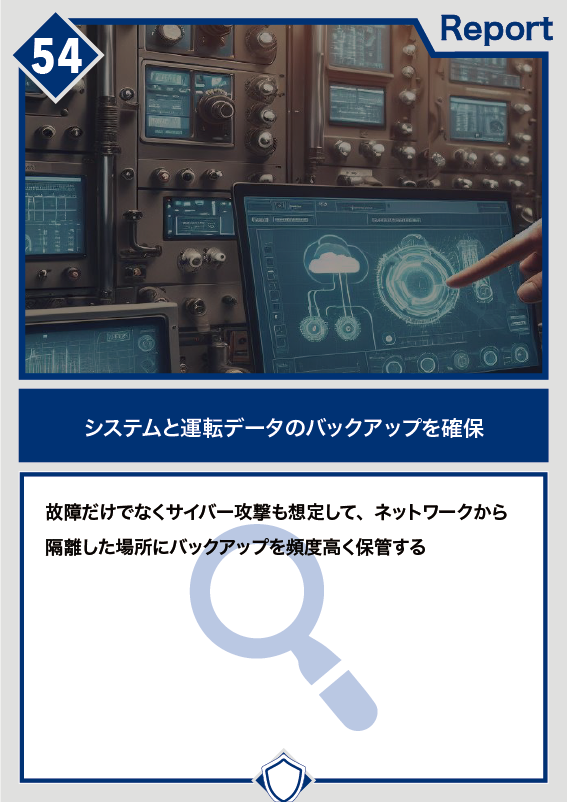 54
Report
システムと運転データのバックアップを確保
故障だけでなくサイバー攻撃も想定して、ネットワークから
隔離した場所にバックアップを頻度高く保管する